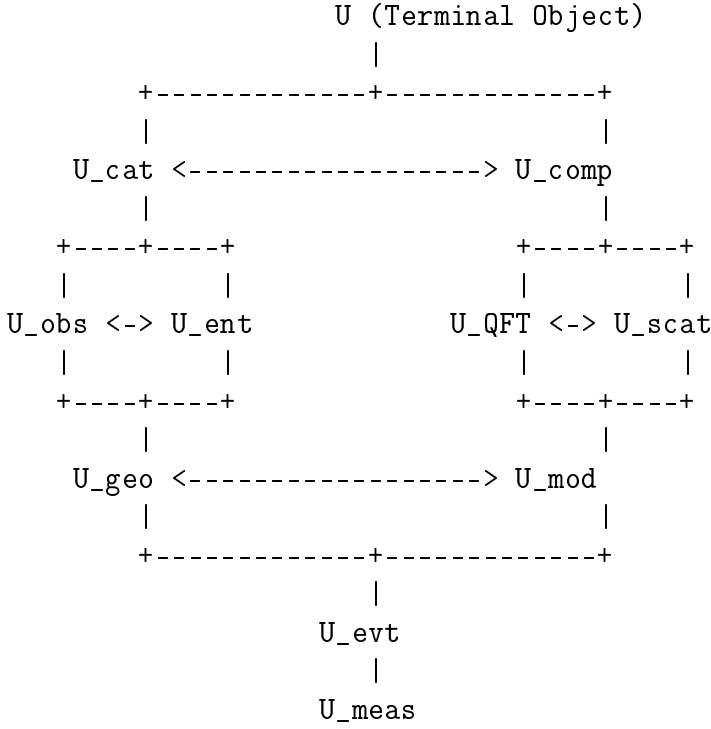 U (Terminal Object)
|
+-------------+-------------+
| |
U_cat <-------------------> U_comp
| |
+----+----+ +----+----+
| | | |
U_obs <-> U_ent U_QFT <-> U_scat
| | | |
+----+----+ +----+----+
| |
U_geo <-------------------> U_mod
| |
+-------------+-------------+
|
U_evt
|
U_meas